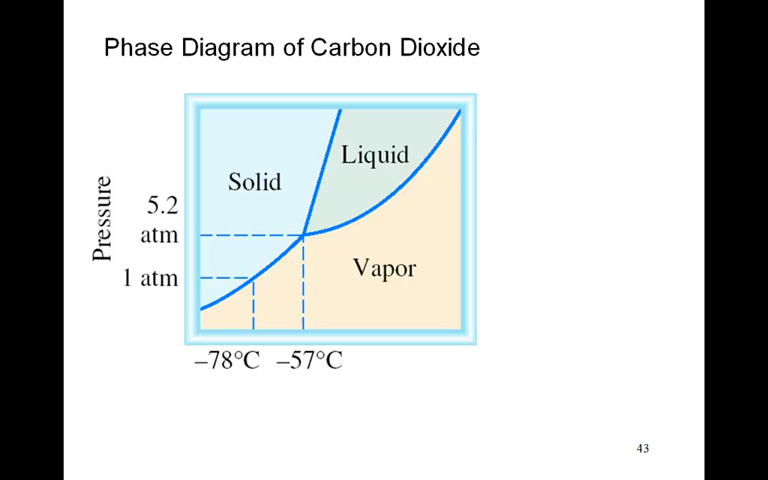 Phase Diagram of Carbon Dioxide
Pressure
5.2
atm
1 atm
Solid
Liquid
Vapor
–78°C
–57°C
43